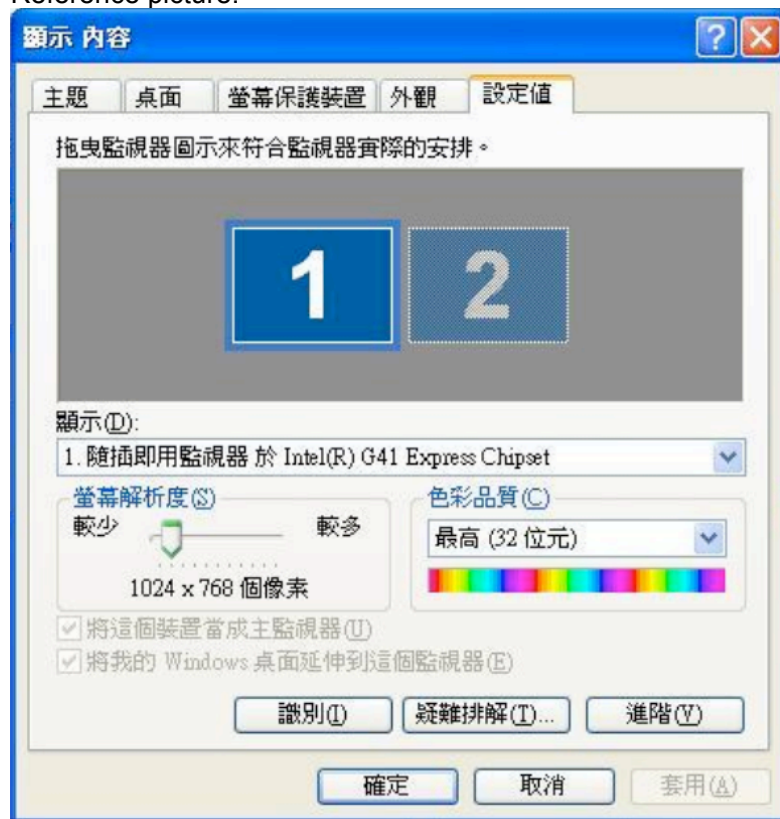 Reference picture:
顯示 內容
主題 桌面 螢幕保護裝置 外觀 設定值
拖曳監視器圖示來符合監視器實際的安排。
1 2
顯示(D):
1. 隨插即用監視器 於 Intel(R) G41 Express Chipset
螢幕解析度(S) 色彩品質(C)
較少 較多 最高 (32 位元)
1024 x 768 個像素
將這個裝置當成主監視器(U)
將我的 Windows 桌面延伸到這個監視器(E)
識別(I) 疑難排解(T)... 進階(V)
確定 取消 套用(A)